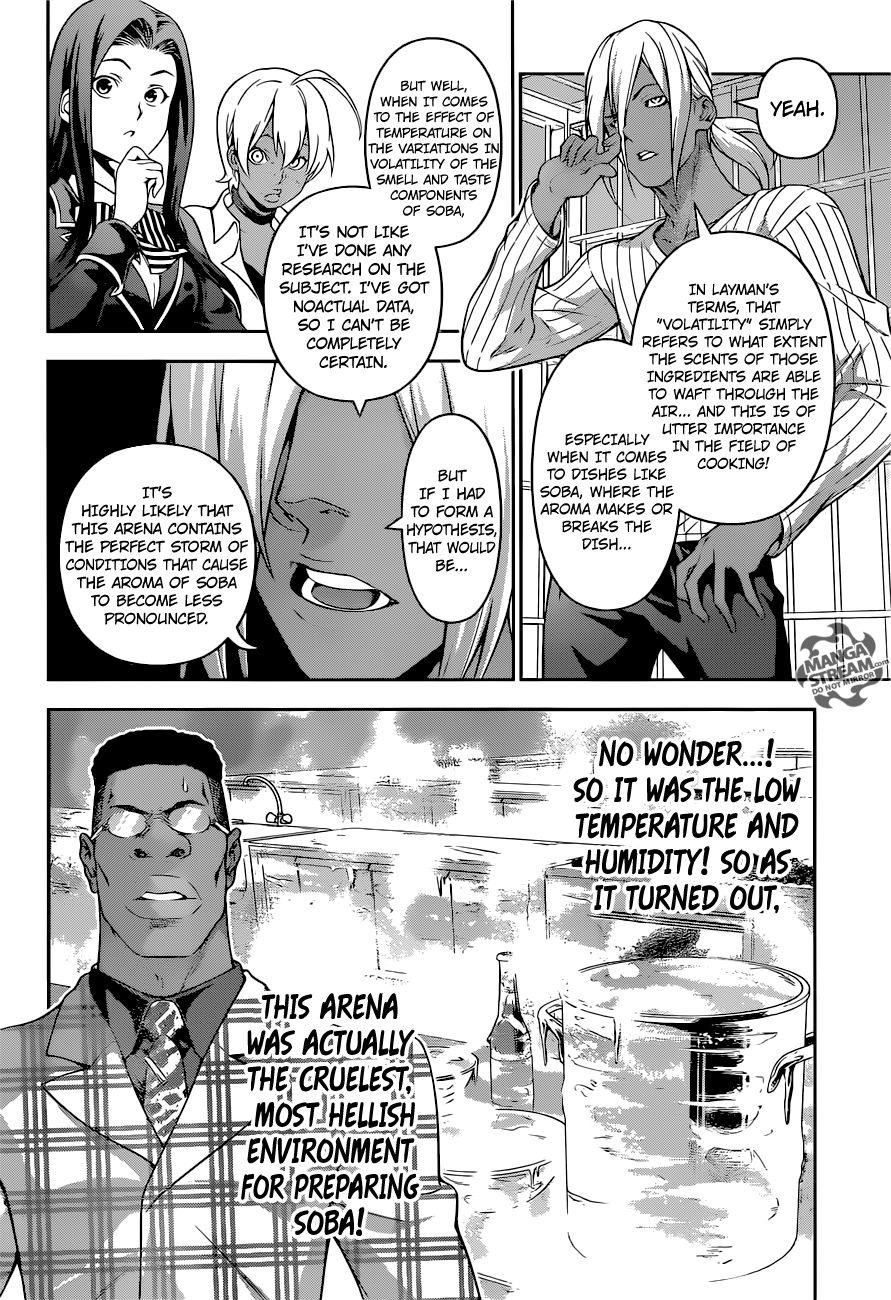 YEAH.
IN LAYMAN'S
TERMS, THAT
"VOLATILITY" SIMPLY
REFERS TO WHAT EXTENT
THE SCENTS OF THOSE
INGREDIENTS ARE ABLE
TO WAFT THROUGH THE
AIR... AND THIS IS OF
UTTER IMPORTANCE
IN THE FIELD OF
COOKING!
ESPECIALLY
WHEN IT COMES
TO DISHES LIKE
SOBA, WHERE THE
AROMA MAKES OR
BREAKS THE
DISH...
BUT WELL,
WHEN IT COMES
TO THE EFFECT OF
TEMPERATURE ON
THE VARIATIONS IN
VOLATILITY OF THE
SMELL AND TASTE
COMPONENTS
OF SOBA,
IT'S NOT LIKE
I'VE DONE ANY
RESEARCH ON THE
SUBJECT. I'VE GOT
NOACTUAL DATA,
SO I CAN'T BE
COMPLETELY
CERTAIN.
BUT
IF I HAD
TO FORM A
HYPOTHESIS,
THAT WOULD
BE...
IT'S
HIGHLY LIKELY THAT
THIS ARENA CONTAINS
THE PERFECT STORM OF
CONDITIONS THAT CAUSE
THE AROMA OF SOBA
TO BECOME LESS
PRONOUNCED.
MANGA
STREAM.com
DO NOT MIRROR
NO WONDER...!
SO IT WAS THE LOW
TEMPERATURE AND
HUMIDITY! SO AS
IT TURNED OUT,
THIS ARENA
WAS ACTUALLY
THE CRUELEST,
MOST HELLISH
ENVIRONMENT
FOR PREPARING
SOBA!